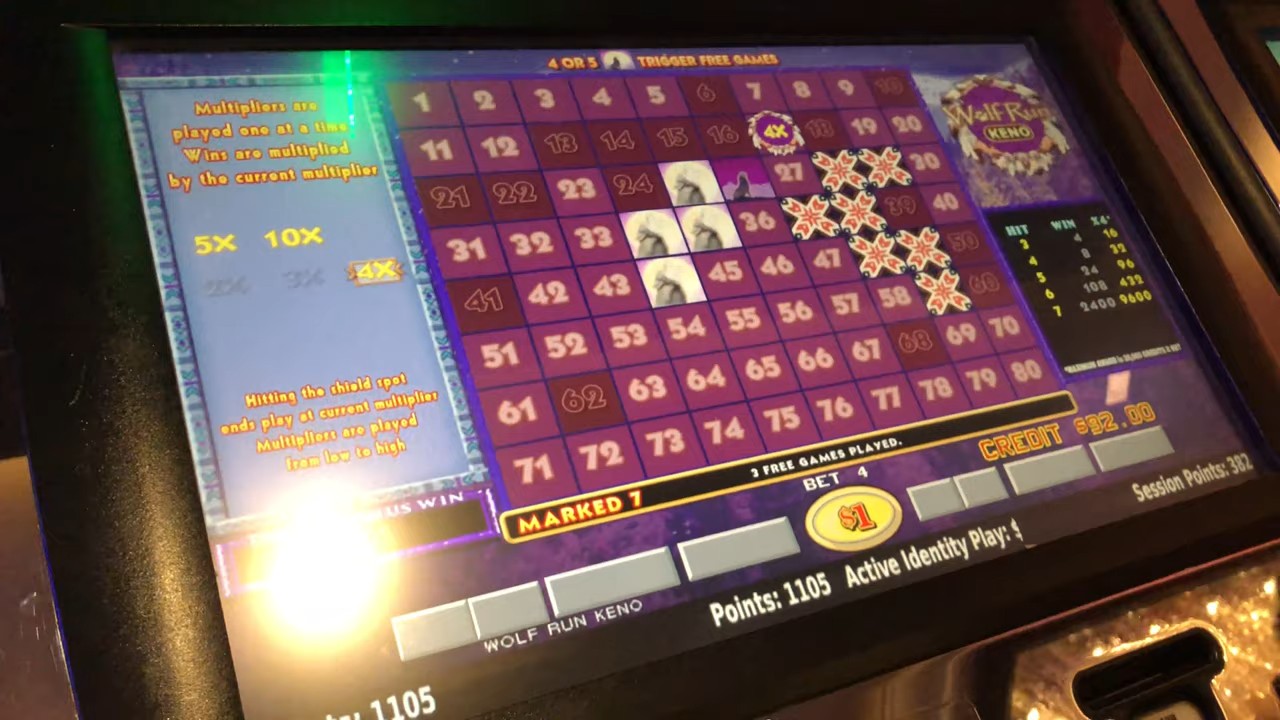 4 OR 5 TRIGGER FREE GAMES
Multipliers are
played one at a time
Wins are multiplied
by the current multiplier
5X 10X
2X 3X 4X
Hitting the shield spot
ends play at current multiplier
Multipliers are played
from low to high
1 2 3 4 5 6 7 8 9 10
11 12 13 14 15 16 4X 18 19 20
21 22 23 24 27 30
31 32 33 36 39 40
41 42 43 45 46 47 50
51 52 53 54 55 56 57 58 60
61 62 63 64 65 66 67 68 69 70
71 72 73 74 75 76 77 78 79 80
Wolf Run
KENO
HIT WIN X4
3 4 16
4 8 32
5 24 96
6 108 432
7 2400 9600
3 FREE GAMES PLAYED.
MARKED 7
BET 4
CREDIT $92.00
$1
US WIN
WOLF RUN KENO
Points: 1105 Active Identity Play: $
Session Points: 382
1105